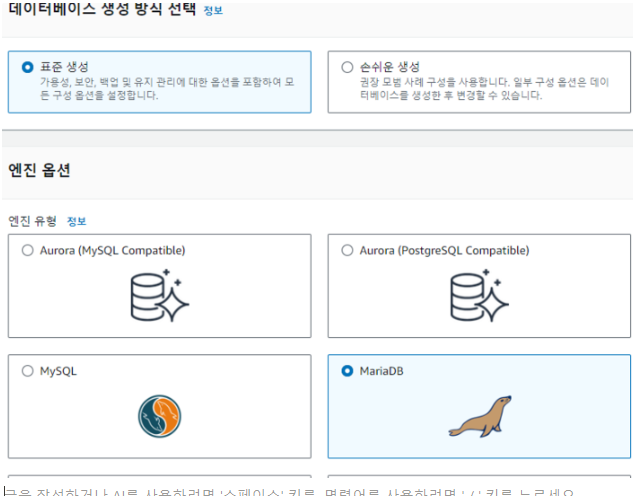 데이터베이스 생성 방식 선택 정보
표준 생성
가용성, 보안, 백업 및 유지 관리에 대한 옵션을 포함하여 모
든 구성 옵션을 설정합니다.
손쉬운 생성
권장 모범 사례 구성을 사용합니다. 일부 구성 옵션은 데이
터베이스를 생성한 후 변경할 수 있습니다.
엔진 옵션
엔진 유형 정보
Aurora (MySQL Compatible)
Aurora (PostgreSQL Compatible)
MySQL
MariaDB
글을 작성하거나 AI를 사용하려면 '스페이스' 키를, 명령어를 사용하려면 '/' 키를 누르세요.